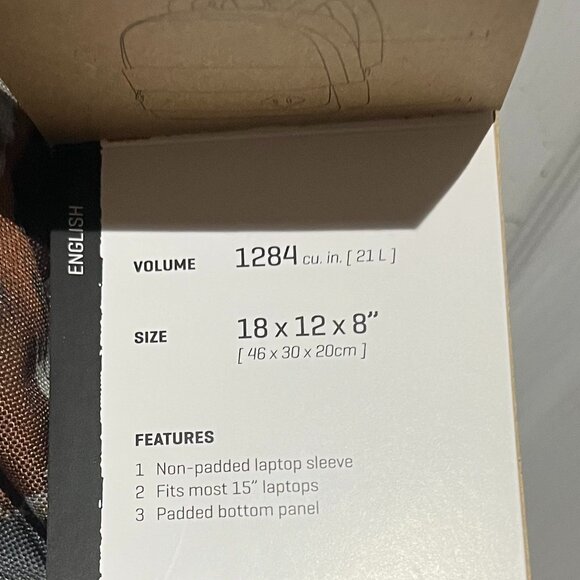 ENGLISH
VOLUME 1284 cu. in. [ 21 L ]
SIZE 18 x 12 x 8”
[ 46 x 30 x 20cm ]
FEATURES
1 Non-padded laptop sleeve
2 Fits most 15” laptops
3 Padded bottom panel